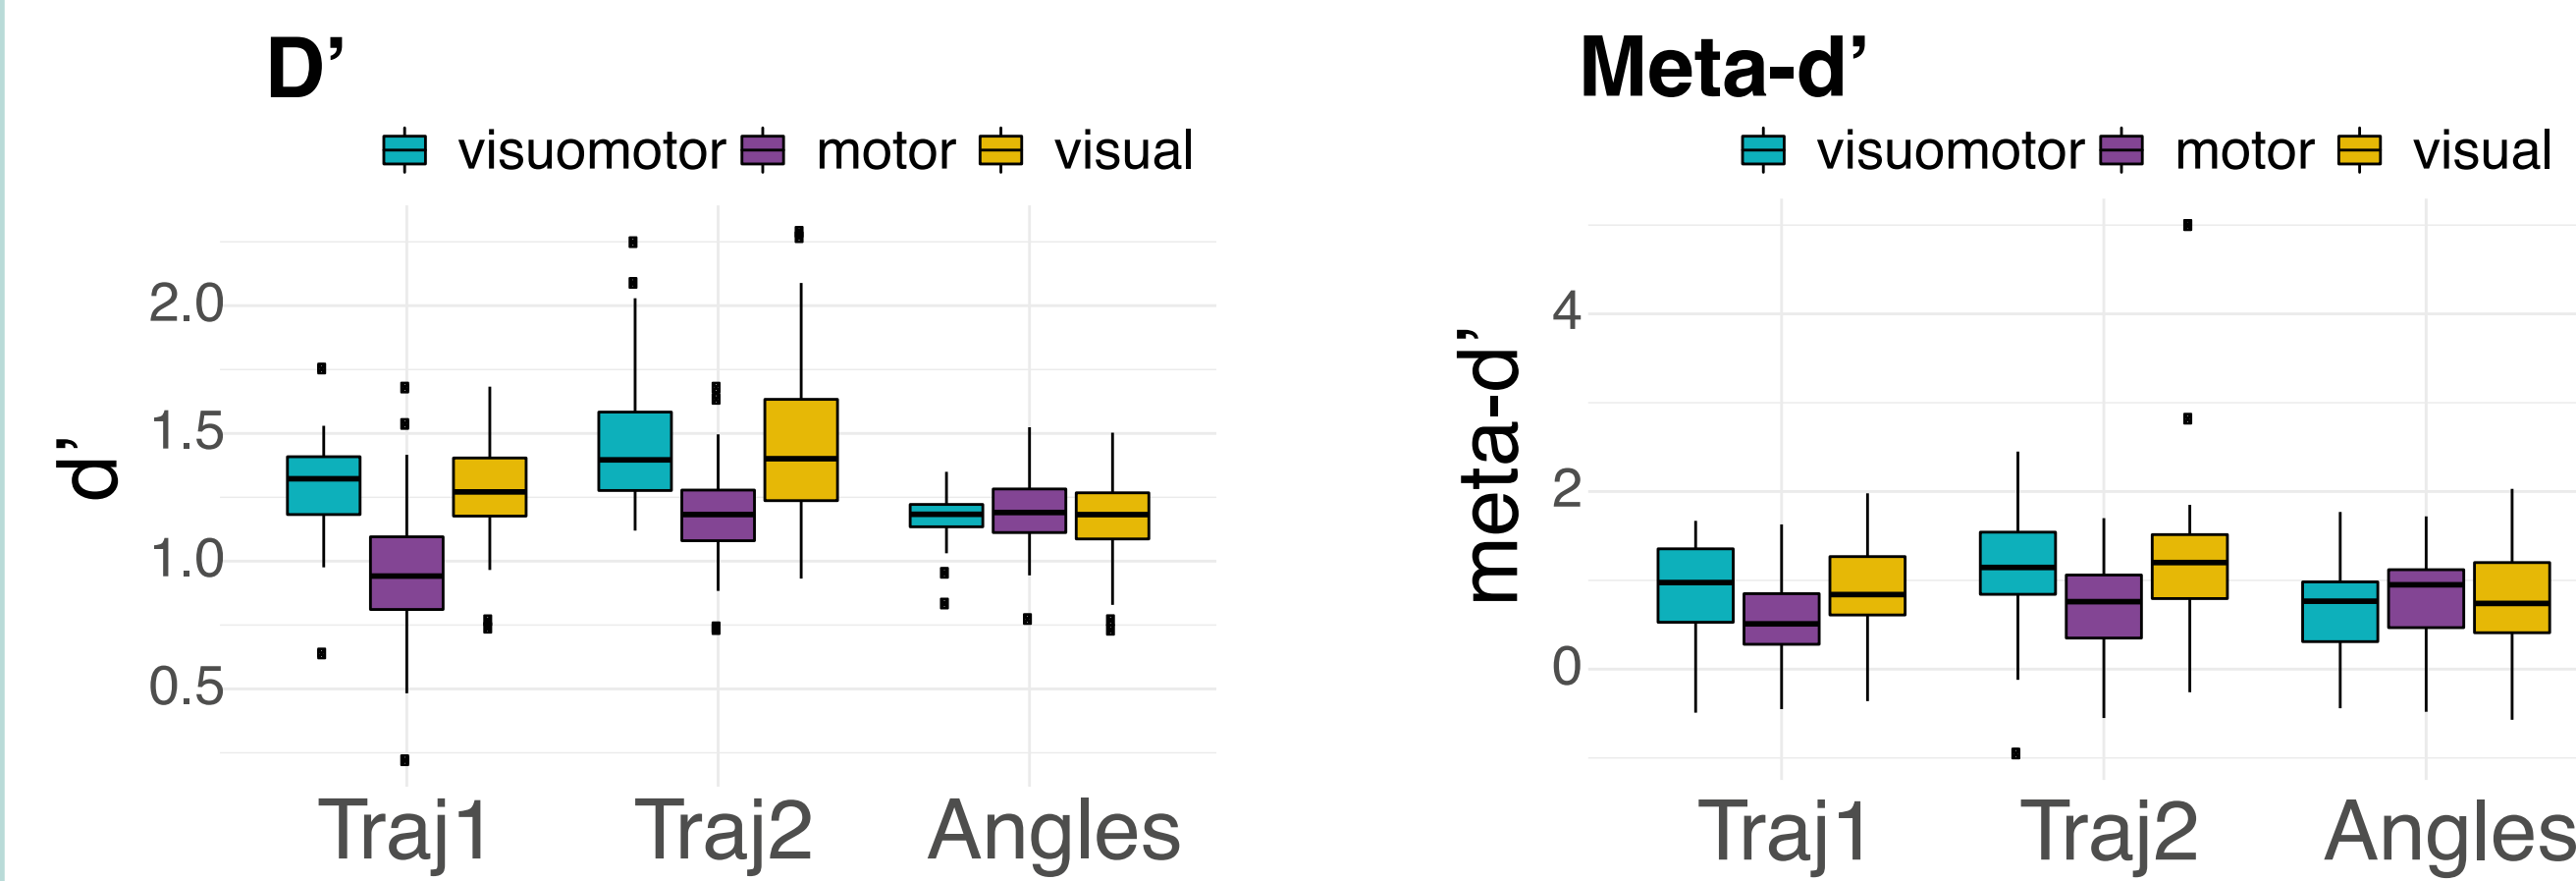 D’
visuomotor motor visual
2.0
1.5
1.0
0.5
d’
Traj1 Traj2 Angles
Meta-d’
visuomotor motor visual
4
2
0
meta-d’
Traj1 Traj2 Angles